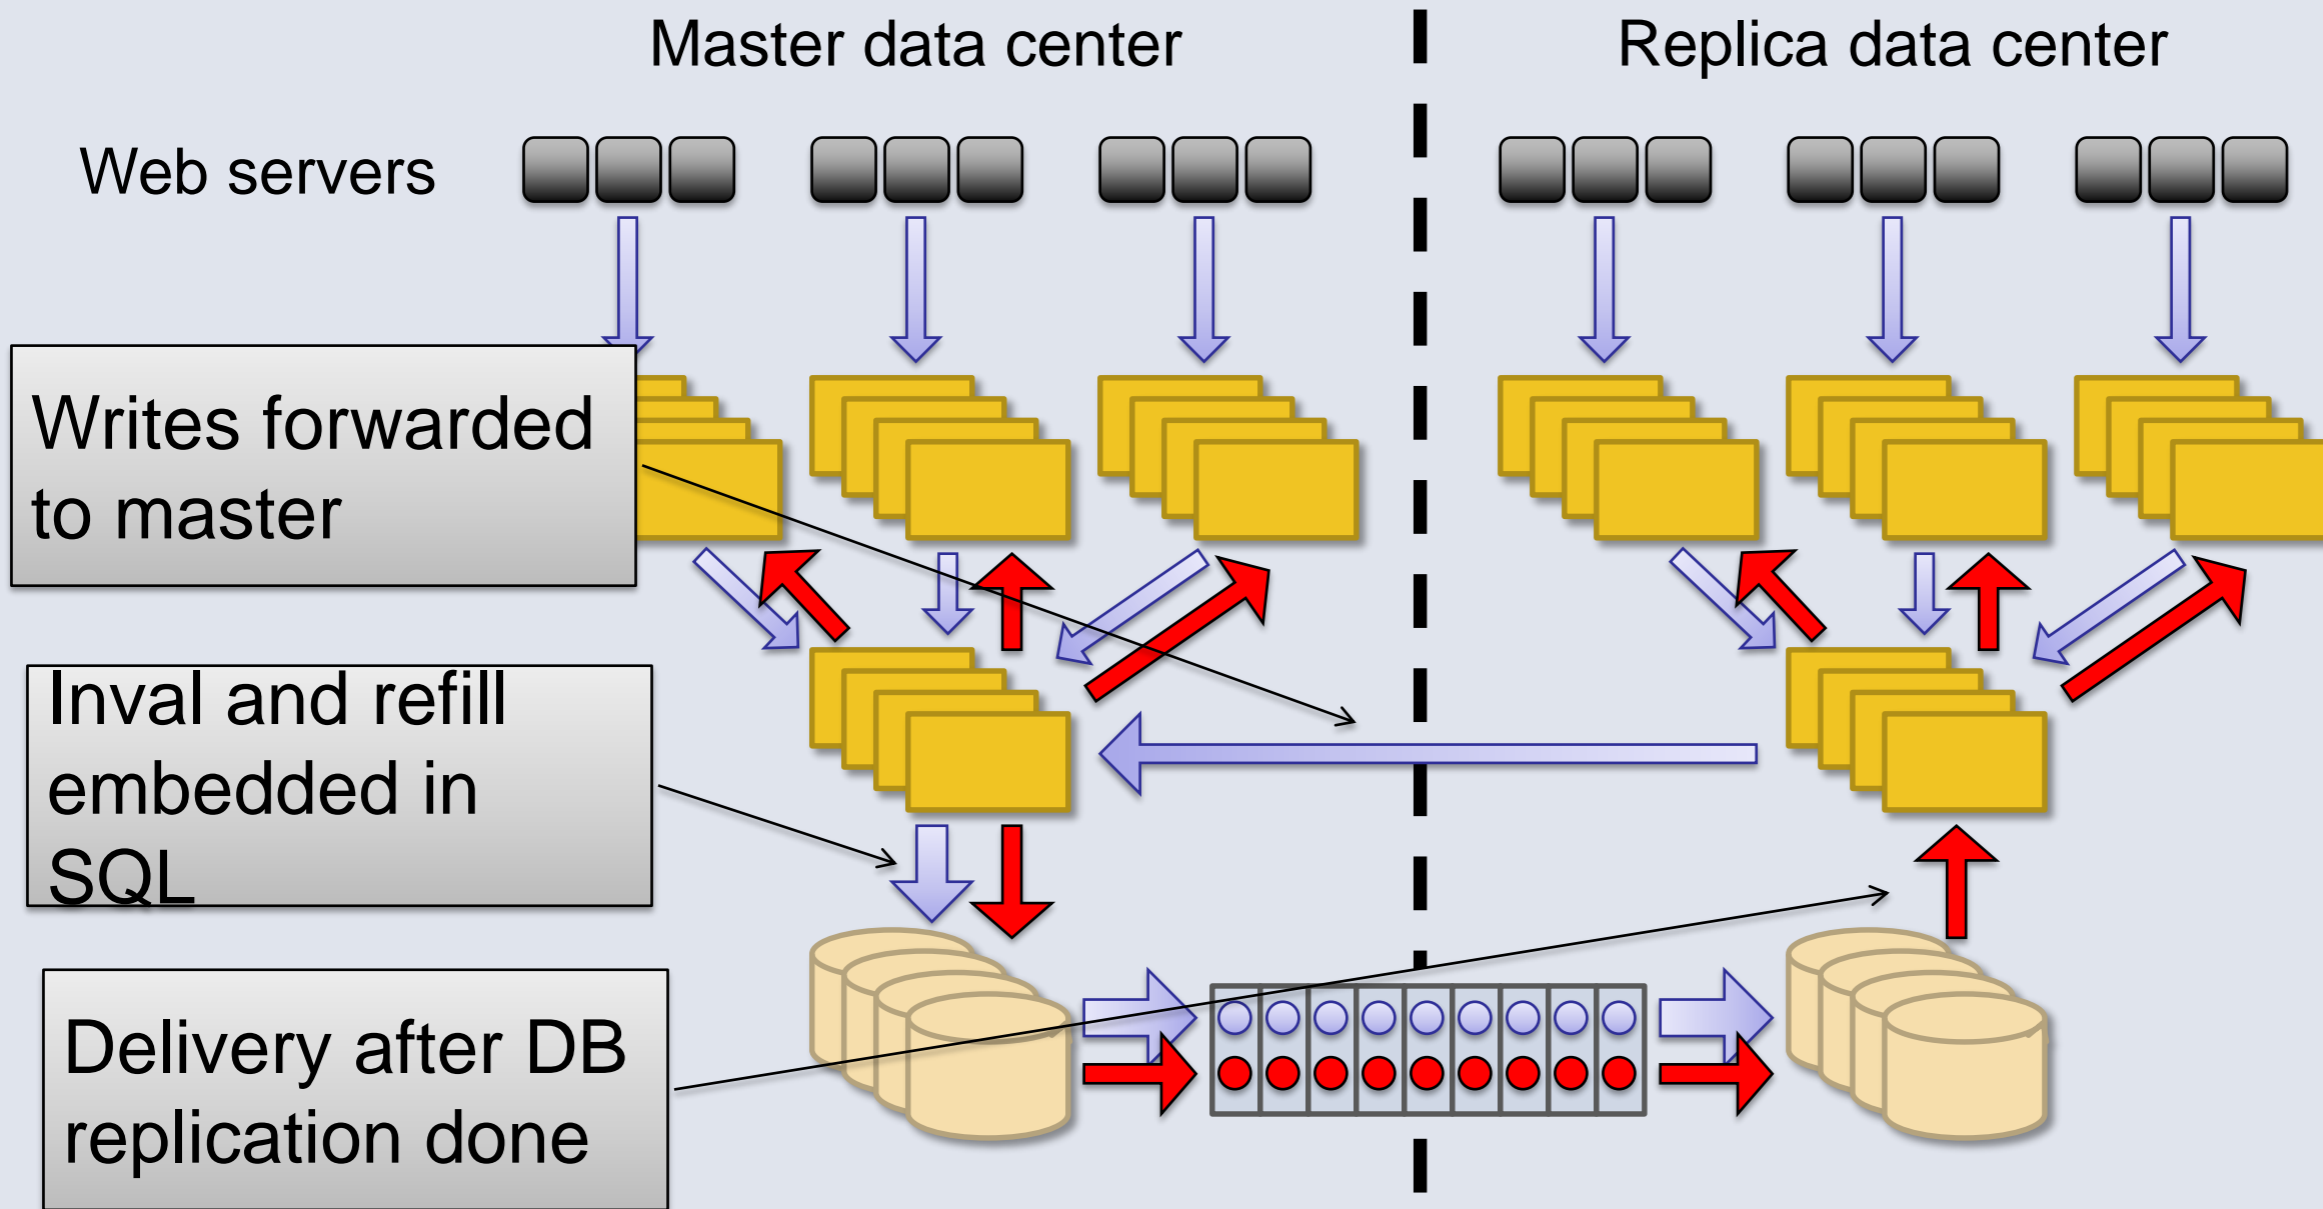 Master data center
Replica data center
Web servers
Writes forwarded
to master
Inval and refill
embedded in
SQL
Delivery after DB
replication done